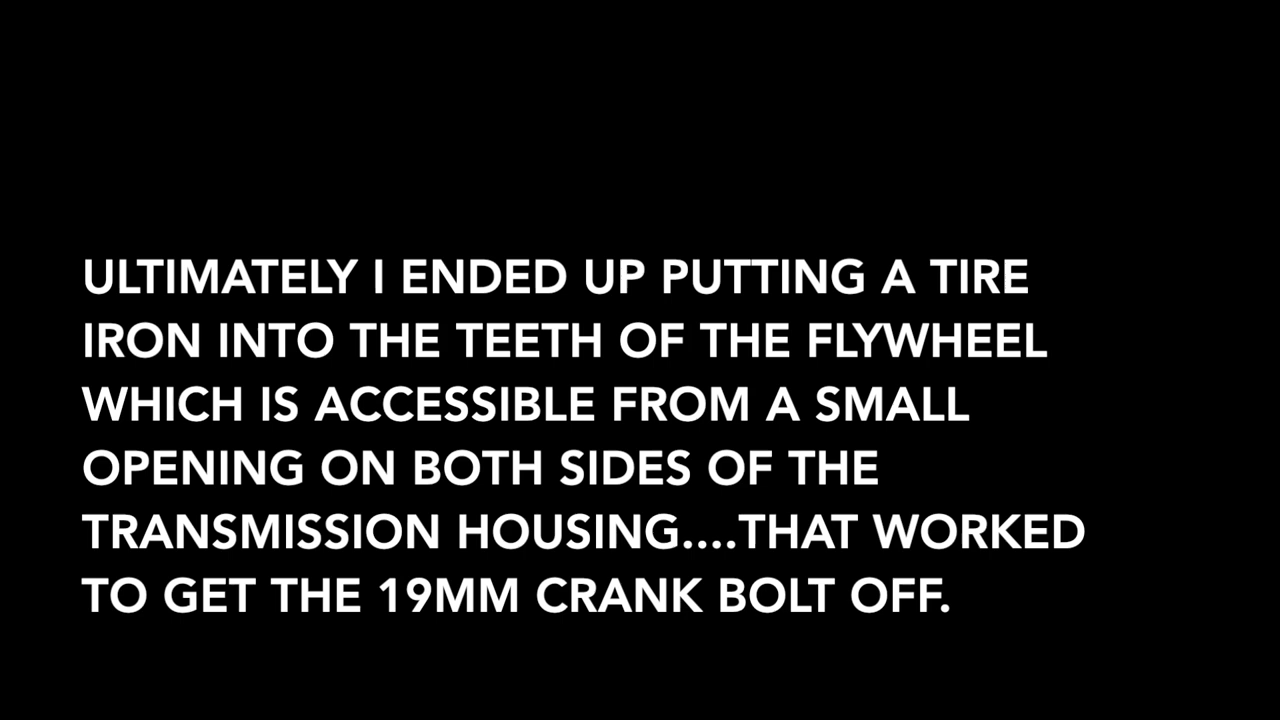 ULTIMATELY I ENDED UP PUTTING A TIRE
IRON INTO THE TEETH OF THE FLYWHEEL
WHICH IS ACCESSIBLE FROM A SMALL
OPENING ON BOTH SIDES OF THE
TRANSMISSION HOUSING....THAT WORKED
TO GET THE 19MM CRANK BOLT OFF.